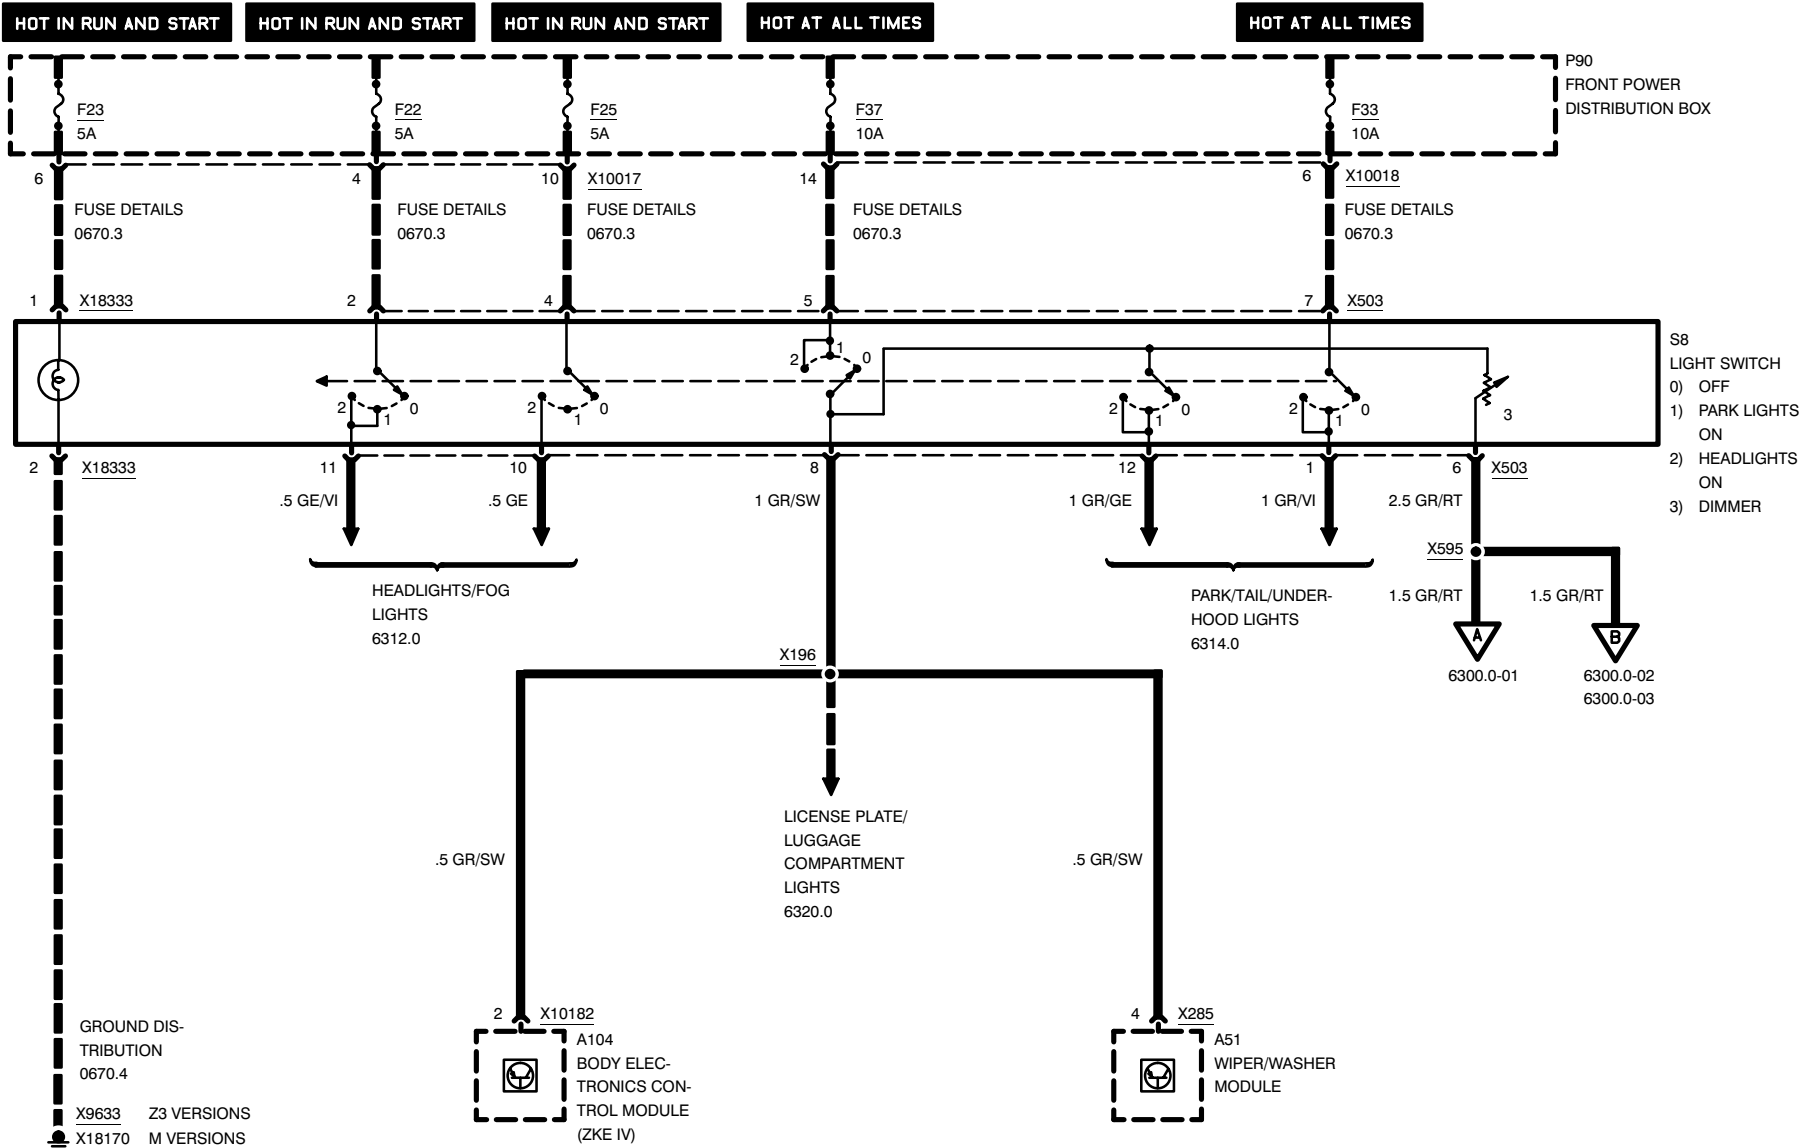 HOT IN RUN AND START
HOT IN RUN AND START
HOT IN RUN AND START
HOT AT ALL TIMES
HOT AT ALL TIMES
P90
FRONT POWER
DISTRIBUTION BOX
F23
5A
F22
5A
F25
5A
F37
10A
F33
10A
6
4
10
X10017
14
6
X10018
FUSE DETAILS
0670.3
FUSE DETAILS
0670.3
FUSE DETAILS
0670.3
FUSE DETAILS
0670.3
FUSE DETAILS
0670.3
1
X18333
2
4
5
7
X503
S8
LIGHT SWITCH
0) OFF
1) PARK LIGHTS
ON
2) HEADLIGHTS
ON
3) DIMMER
2
1
0
2
1
0
2
1
0
2
1
0
2
1
0
3
2
X18333
11
10
8
12
1
6
X503
.5 GE/VI
.5 GE
1 GR/SW
1 GR/GE
1 GR/VI
2.5 GR/RT
X595
HEADLIGHTS/FOG
LIGHTS
6312.0
PARK/TAIL/UNDER-
HOOD LIGHTS
6314.0
1.5 GR/RT
1.5 GR/RT
A
B
6300.0-01
6300.0-02
6300.0-03
X196
LICENSE PLATE/
LUGGAGE
COMPARTMENT
LIGHTS
6320.0
.5 GR/SW
.5 GR/SW
GROUND DIS-
TRIBUTION
0670.4
X9633 Z3 VERSIONS
X18170 M VERSIONS
2
X10182
A104
BODY ELEC-
TRONICS CON-
TROL MODULE
(ZKE IV)
4
X285
A51
WIPER/WASHER
MODULE